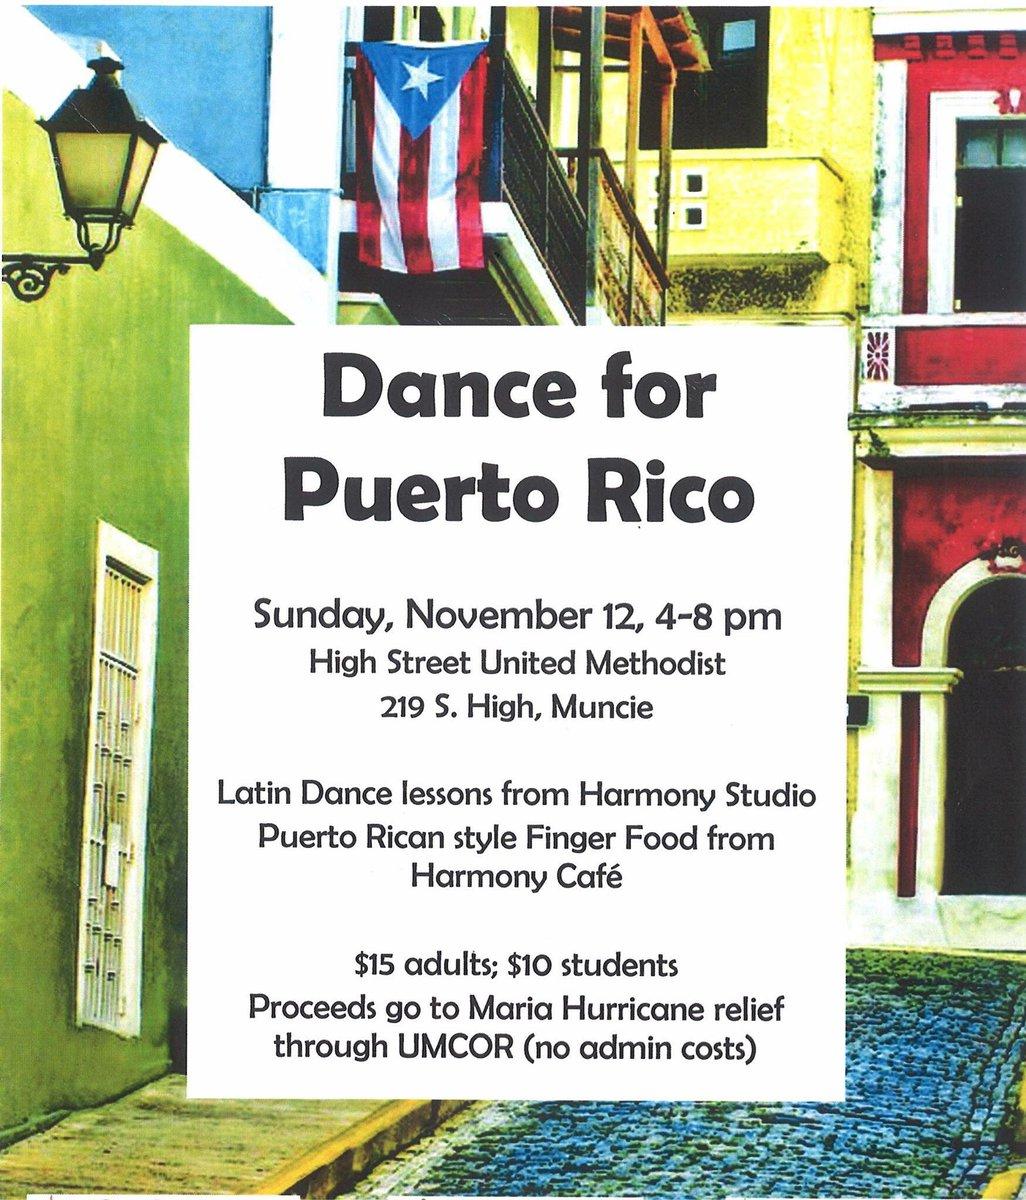 Dance for
Puerto Rico
Sunday, November 12, 4-8 pm
High Street United Methodist
219 S. High, Muncie
Latin Dance lessons from Harmony Studio
Puerto Rican style Finger Food from
Harmony Café
$15 adults; $10 students
Proceeds go to Maria Hurricane relief
through UMCOR (no admin costs)